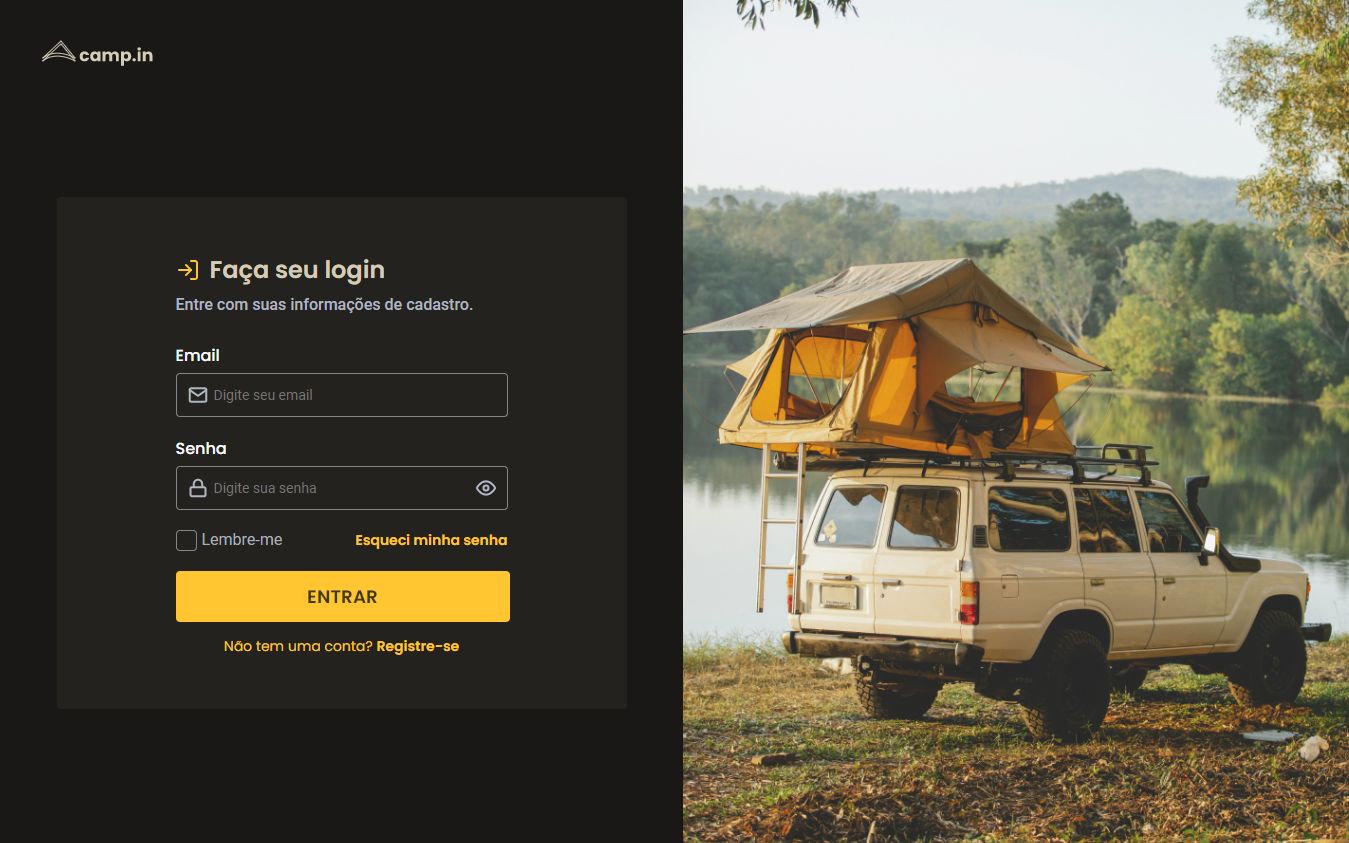 camp.in
Faça seu login
Entre com suas informações de cadastro.
Email
Digite seu email
Senha
Digite sua senha
Lembre-me Esqueci minha senha
ENTRAR
Não tem uma conta? Registre-se